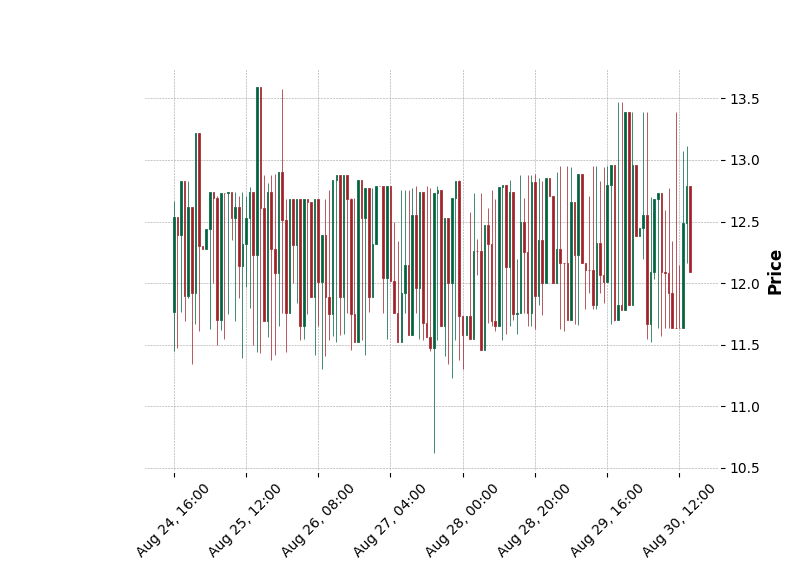 13.5
13.0
12.5
12.0
11.5
11.0
10.5
Price
Aug 24, 16:00
Aug 25, 12:00
Aug 26, 08:00
Aug 27, 04:00
Aug 28, 00:00
Aug 28, 20:00
Aug 29, 16:00
Aug 30, 12:00